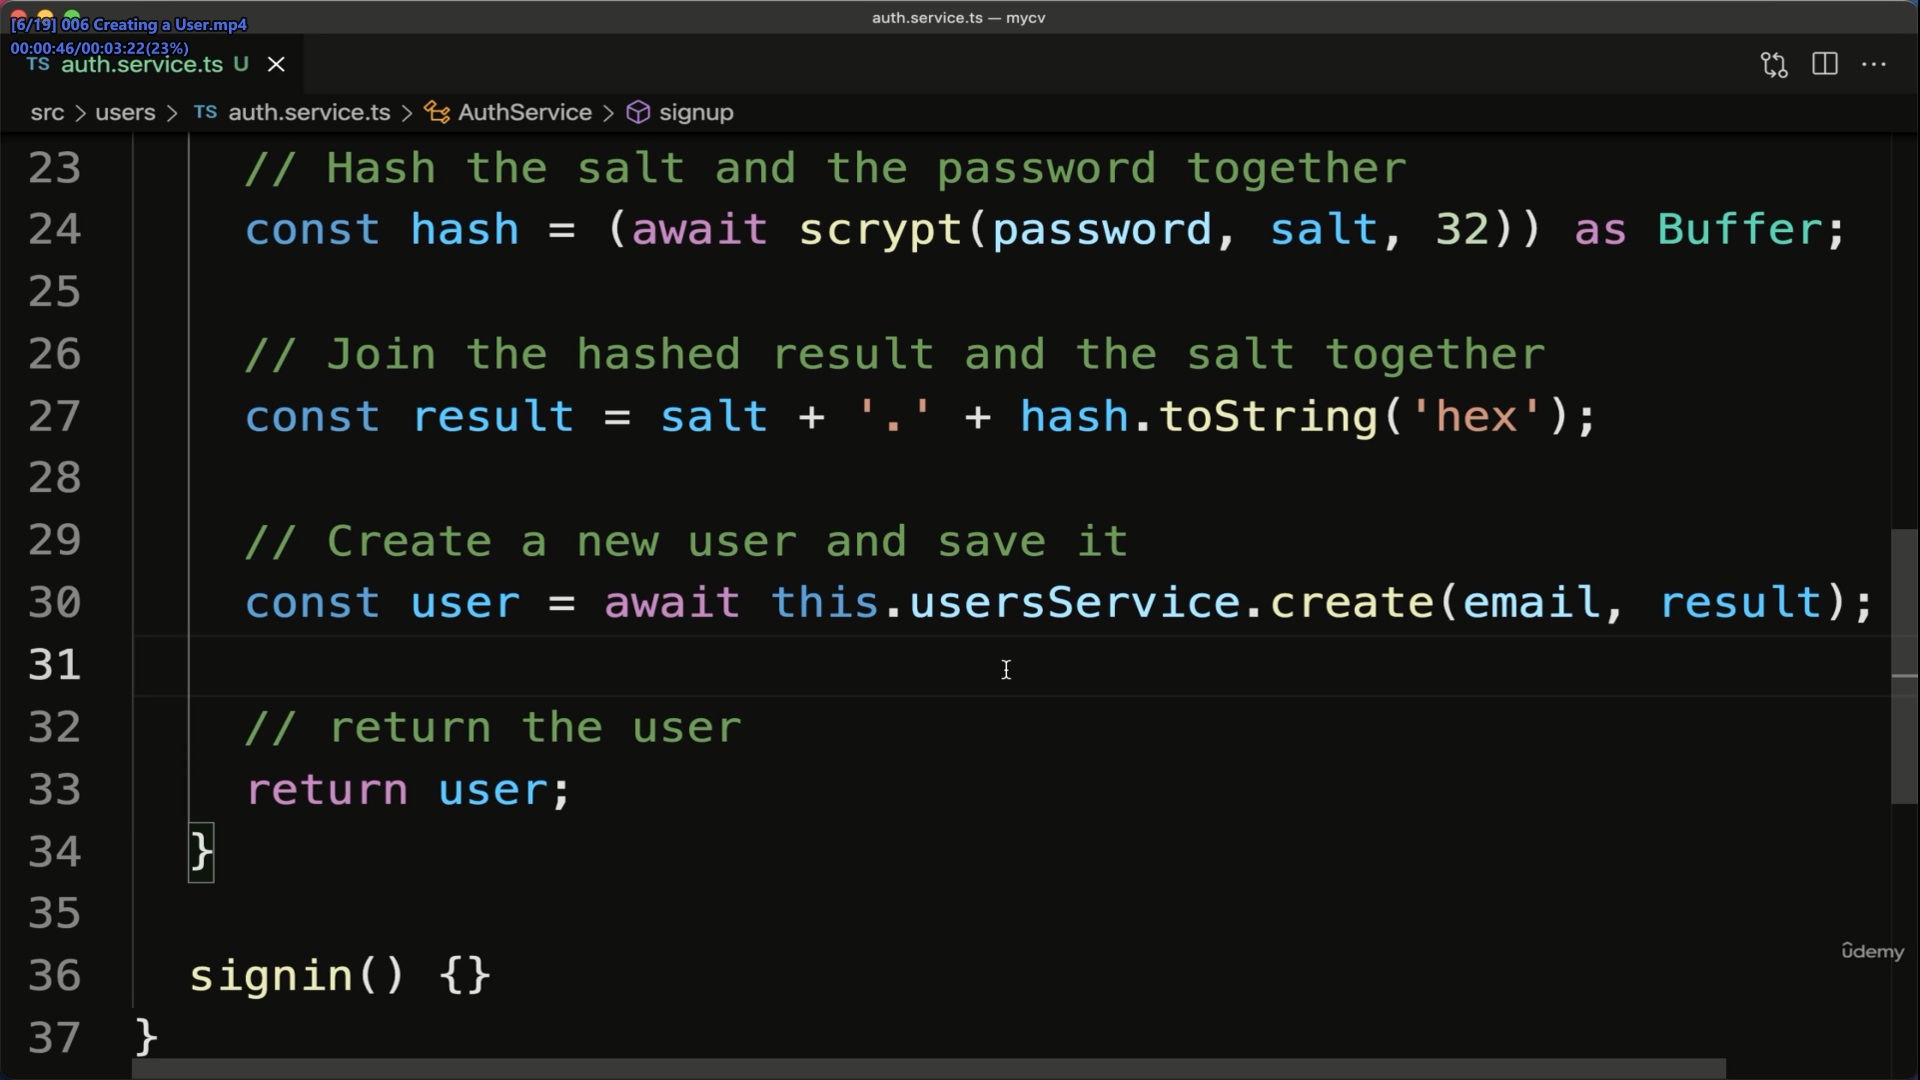 auth.service.ts — mycv
[6/19] 006 Creating a User.mp4
00:00:46/00:03:22(23%)
TS auth.service.ts U
src > users > TS auth.service.ts > AuthService > signup
23 // Hash the salt and the password together
24 const hash = (await scrypt(password, salt, 32)) as Buffer;
25
26 // Join the hashed result and the salt together
27 const result = salt + '.' + hash.toString('hex');
28
29 // Create a new user and save it
30 const user = await this.usersService.create(email, result);
31
32 // return the user
33 return user;
34 }
35
36 signin() {}
37 }
ûdemy